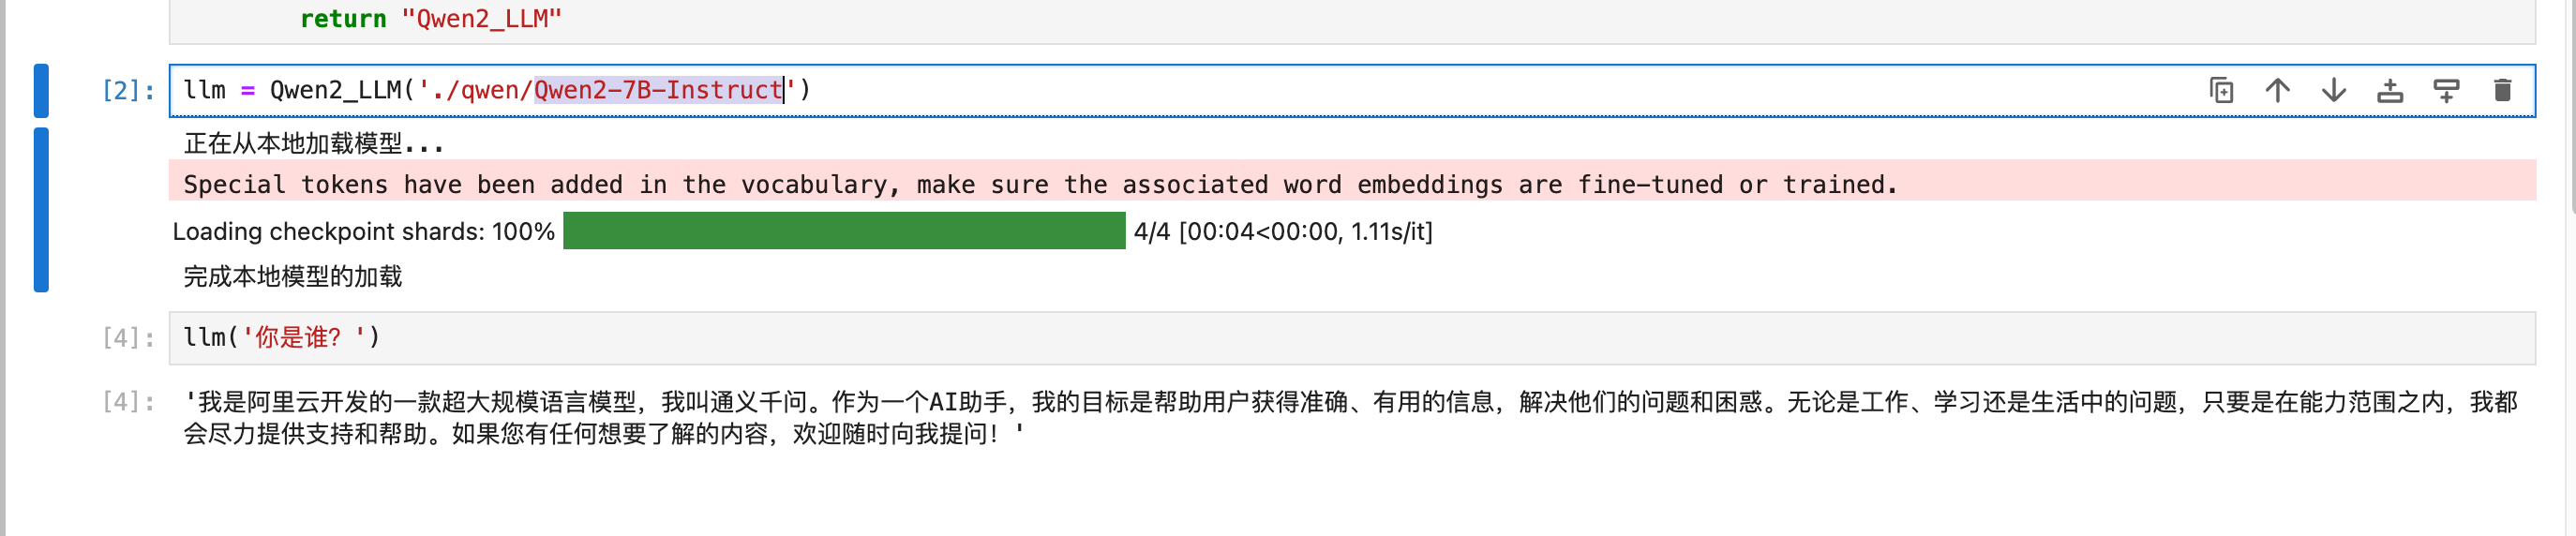 return "Qwen2_LLM"
[2]: llm = Qwen2_LLM('./qwen/Qwen2-7B-Instruct')
正在从本地加载模型...
Special tokens have been added in the vocabulary, make sure the associated word embeddings are fine-tuned or trained.
Loading checkpoint shards: 100% 4/4 [00:04<00:00, 1.11s/it]
完成本地模型的加载
[4]: llm('你是谁？')
[4]: '我是阿里云开发的一款超大规模语言模型，我叫通义千问。作为一个AI助手，我的目标是帮助用户获得准确、有用的信息，解决他们的问题和困惑。无论是工作、学习还是生活中的问题，只要是在能力范围之内，我都
会尽力提供支持和帮助。如果您有任何想要了解的内容，欢迎随时向我提问！'